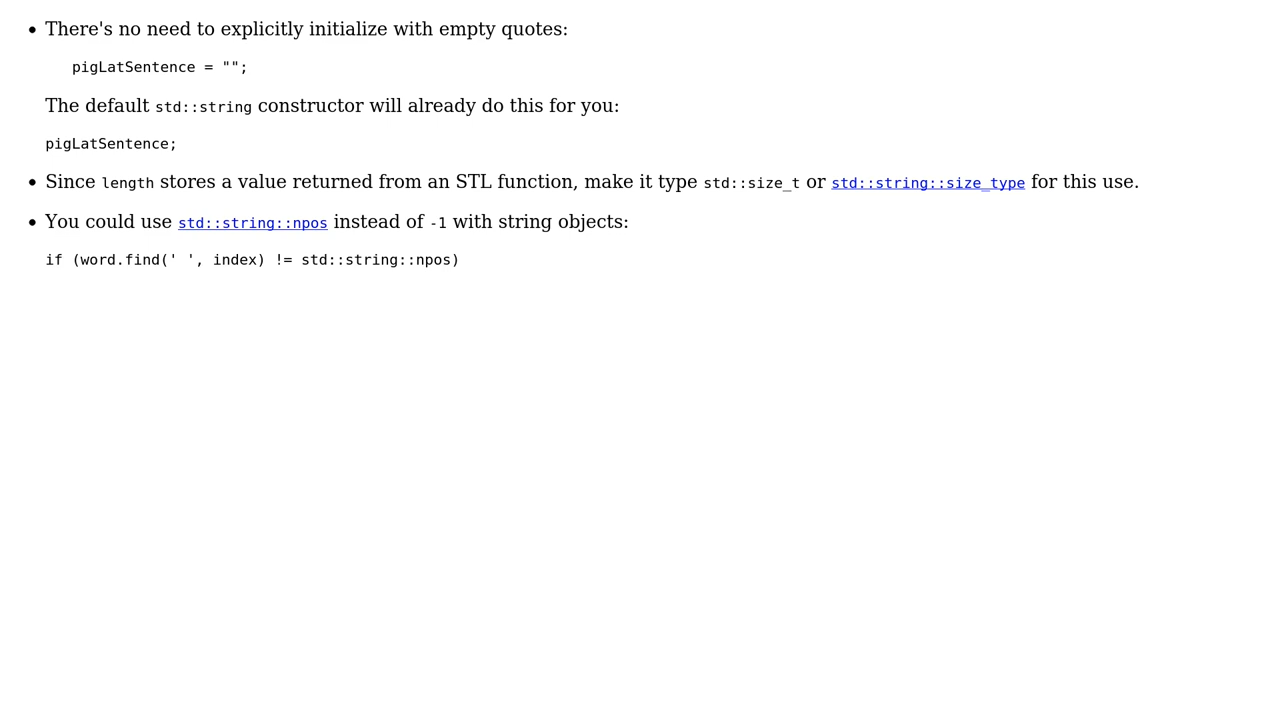 • There's no need to explicitly initialize with empty quotes:
pigLatSentence = "";
The default std::string constructor will already do this for you:
pigLatSentence;
• Since length stores a value returned from an STL function, make it type std::size_t or std::string::size_type for this use.
• You could use std::string::npos instead of -1 with string objects:
if (word.find(' ', index) != std::string::npos)